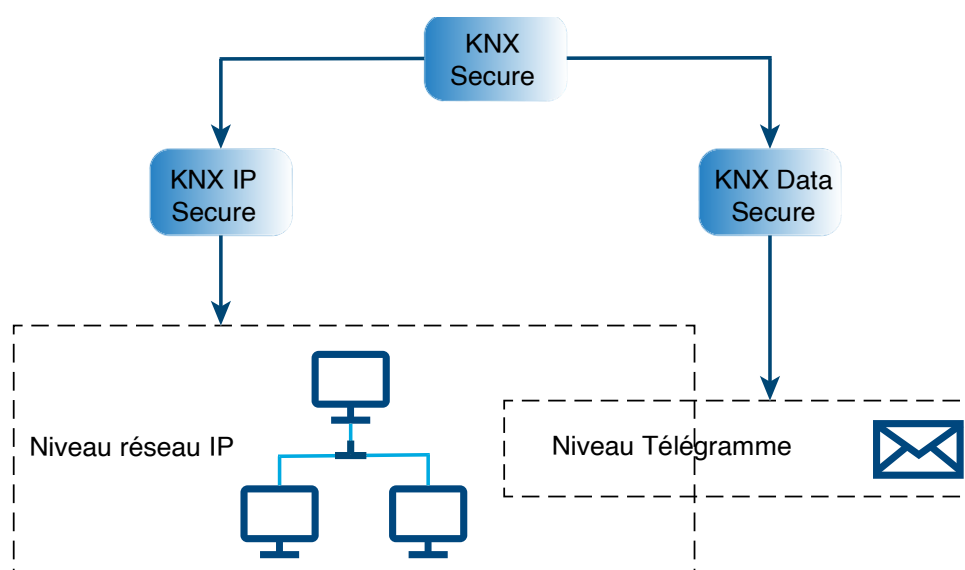 KNX
Secure
KNX IP
Secure
KNX Data
Secure
Niveau réseau IP
Niveau Télégramme